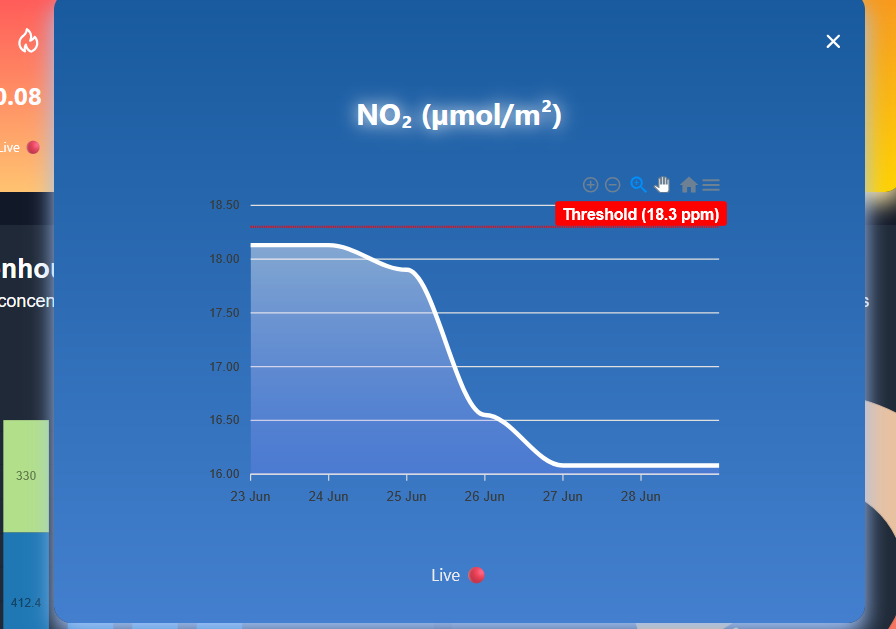 0.08
Live
NO₂ (µmol/m²)
18.50
Threshold (18.3 ppm)
18.00
17.50
17.00
16.50
16.00
23 Jun
24 Jun
25 Jun
26 Jun
27 Jun
28 Jun
Live
enhou
concen
s
330
412.4